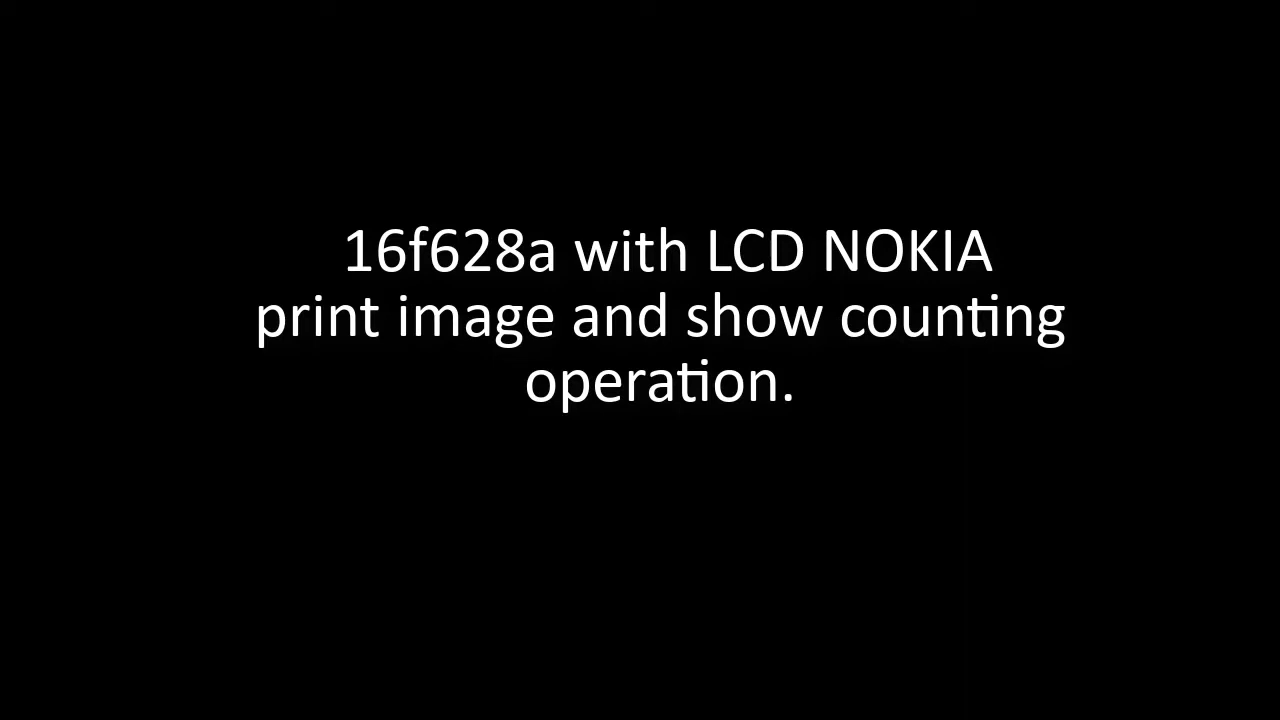 16f628a with LCD NOKIA
print image and show counting
operation.